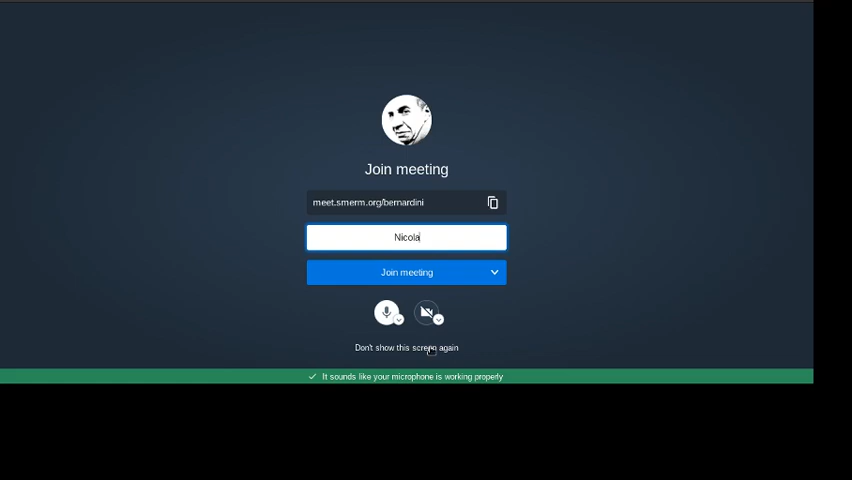 Join meeting
meet.smerm.org/bernardini
Nicola
Join meeting
Don't show this screen again
It sounds like your microphone is working properly